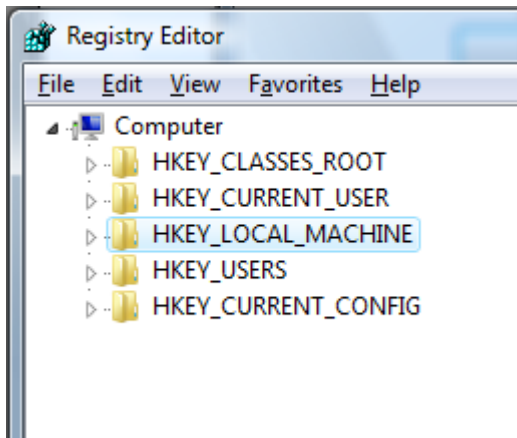 Registry Editor
File Edit View Favorites Help
Computer
HKEY_CLASSES_ROOT
HKEY_CURRENT_USER
HKEY_LOCAL_MACHINE
HKEY_USERS
HKEY_CURRENT_CONFIG